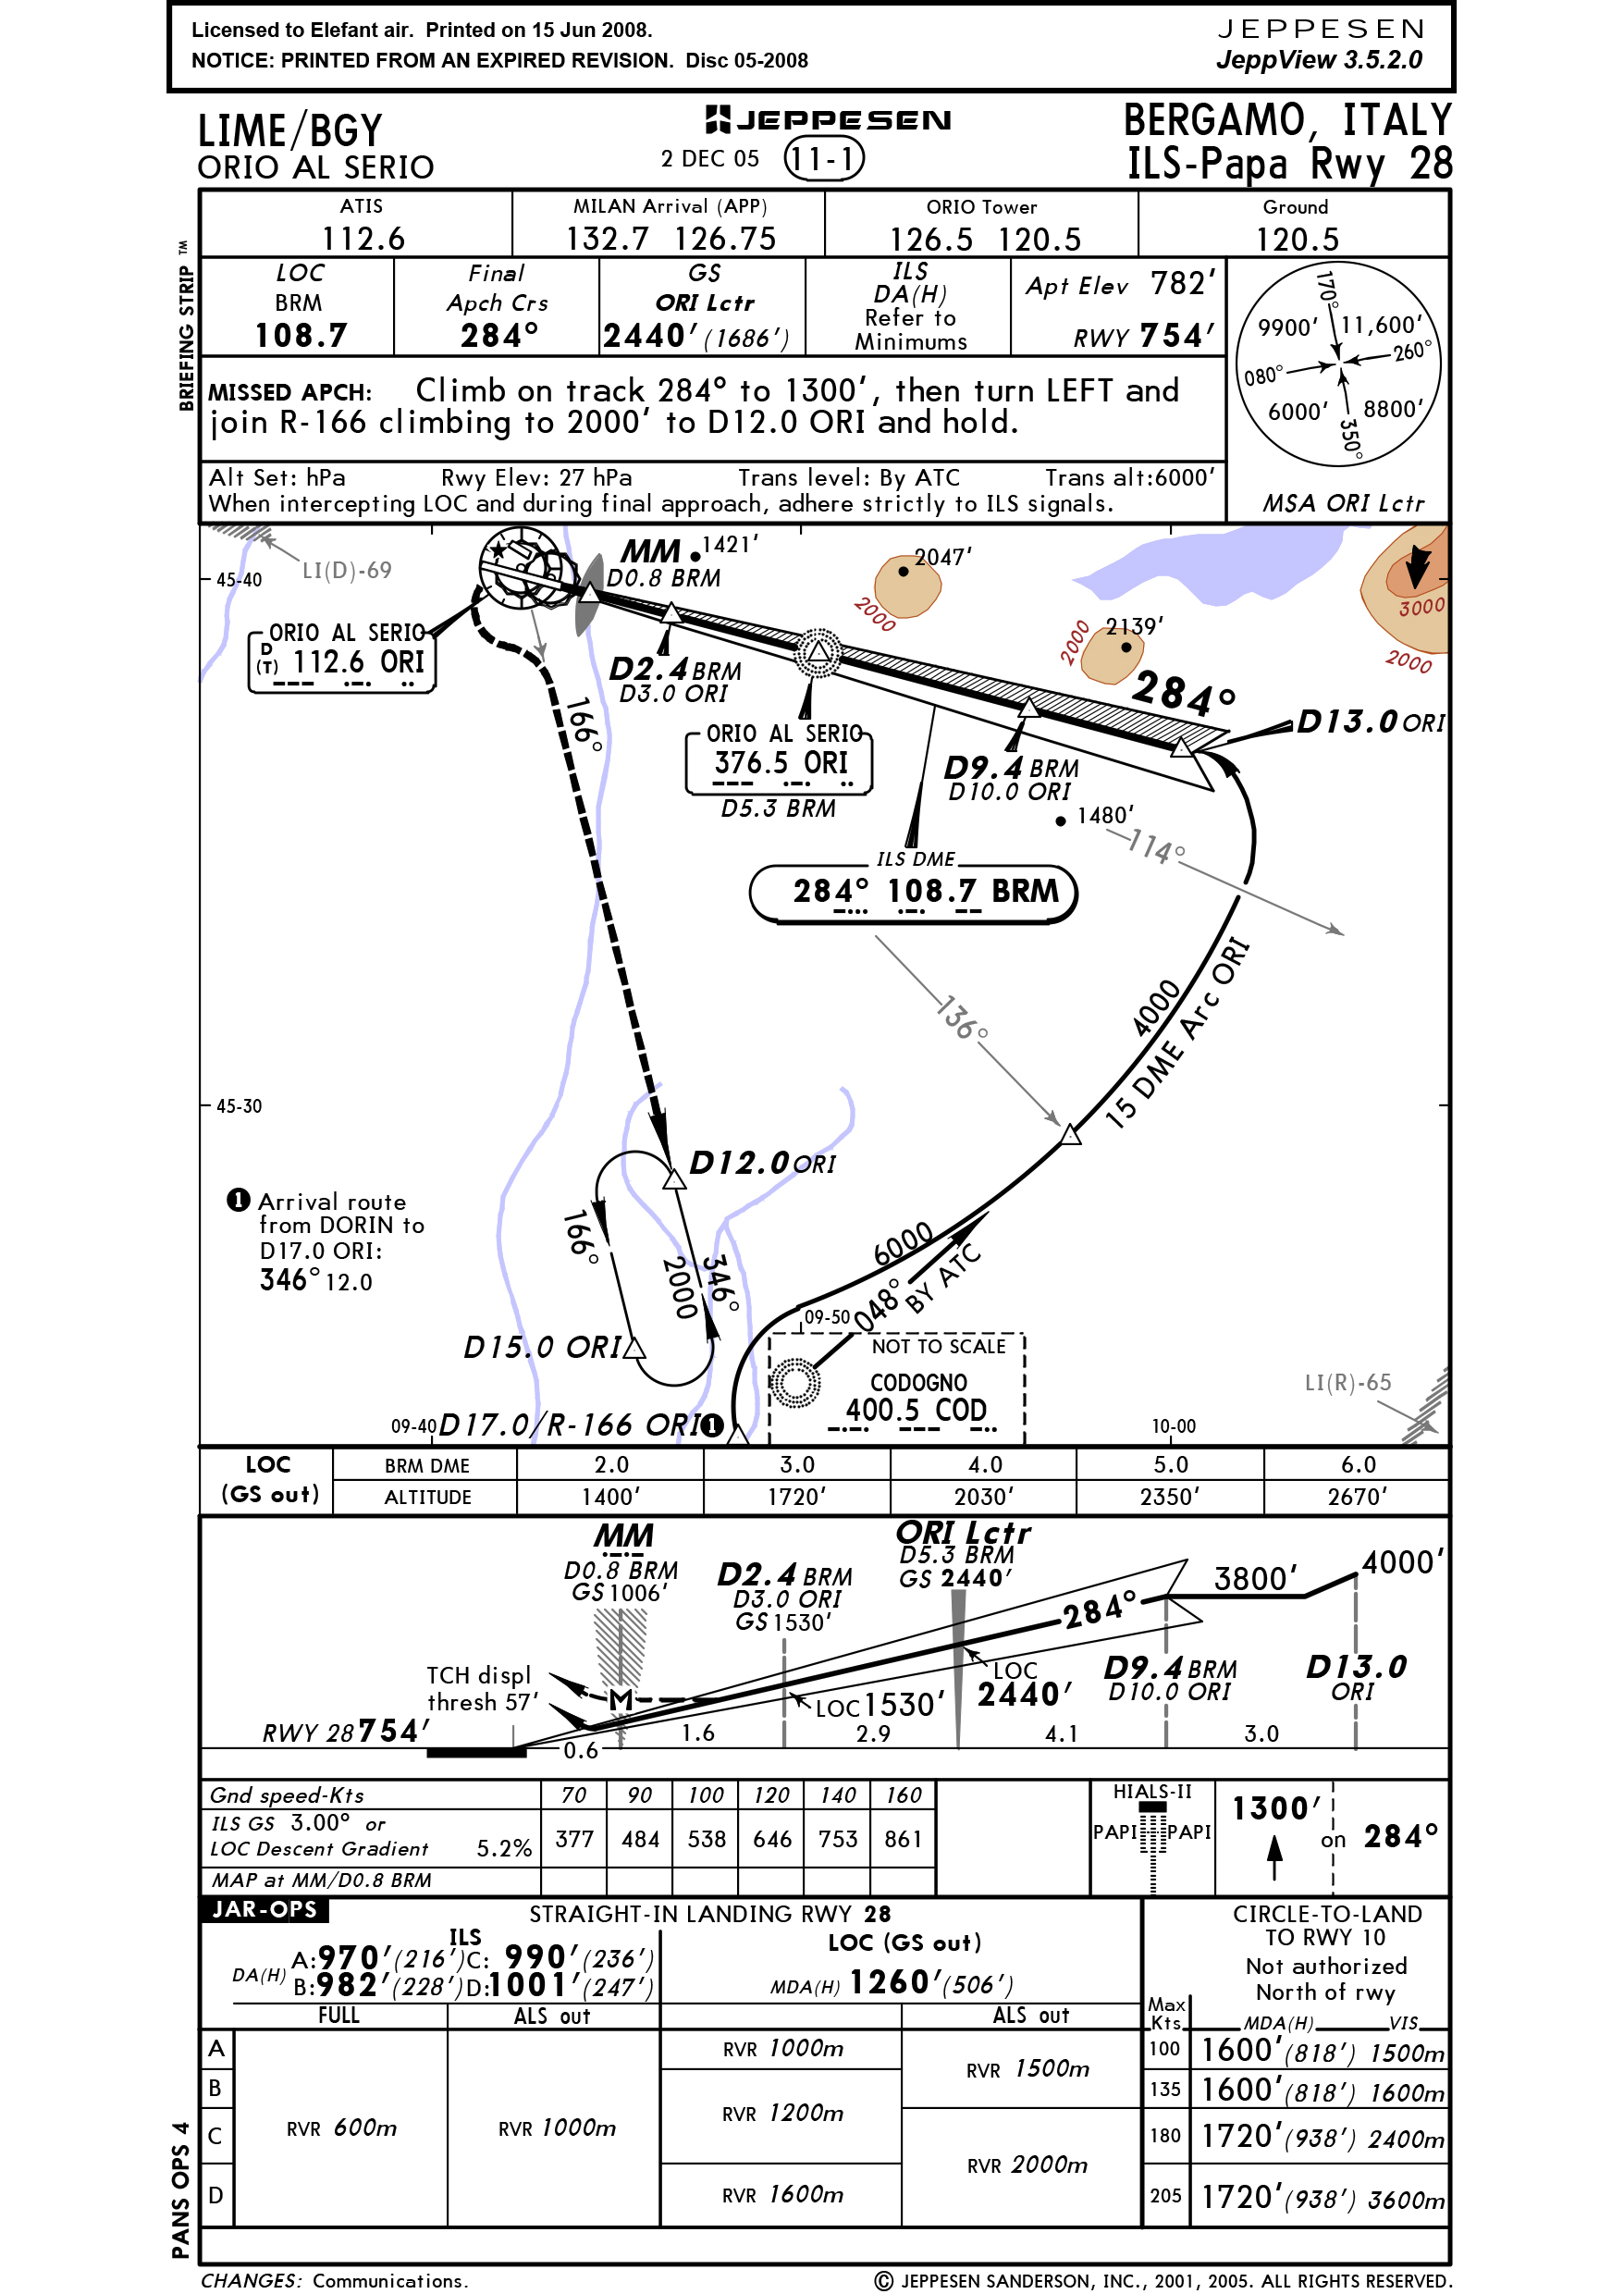 Licensed to Elefant air.  Printed on 15 Jun 2008.
NOTICE: PRINTED FROM AN EXPIRED REVISION.  Disc 05-2008
JEPPESEN
JeppView 3.5.2.0
LIME/BGY
ORIO AL SERIO
JEPPESEN
2 DEC 05 11-1
BERGAMO, ITALY
ILS-Papa Rwy 28
BRIEFING STRIP TM
ATIS
112.6
MILAN Arrival (APP)
132.7 126.75
ORIO Tower
126.5 120.5
Ground
120.5
LOC
BRM
108.7
Final
Apch Crs
284°
GS
ORI Lctr
2440' (1686')
ILS
DA(H)
Refer to
Minimums
Apt Elev 782'
RWY 754'
MISSED APCH: Climb on track 284° to 1300', then turn LEFT and
join R-166 climbing to 2000' to D12.0 ORI and hold.
Alt Set: hPa Rwy Elev: 27 hPa Trans level: By ATC Trans alt:6000'
When intercepting LOC and during final approach, adhere strictly to ILS signals.
170°
9900' 11,600'
260°
080°
6000' 8800'
350°
MSA ORI Lctr
LI(D)-69
45-40
MM
D0.8 BRM
1421'
2047'
2000
2139'
2000
3000
2000
ORIO AL SERIO
D
(T) 112.6 ORI
D2.4 BRM
D3.0 ORI
166°
ORIO AL SERIO
376.5 ORI
D5.3 BRM
284°
D13.0 ORI
D9.4 BRM
D10.0 ORI
1480'
114°
ILS DME
284° 108.7 BRM
136°
4000
15 DME Arc ORI
45-30
D12.0 ORI
1 Arrival route
from DORIN to
D17.0 ORI:
346° 12.0
166°
2000
346°
6000
048°
BY ATC
09-50
D15.0 ORI
NOT TO SCALE
CODOGNO
400.5 COD
LI(R)-65
09-40
D17.0/R-166 ORI 1
10-00
LOC
(GS out)
BRM DME 2.0 3.0 4.0 5.0 6.0
ALTITUDE 1400' 1720' 2030' 2350' 2670'
MM
D0.8 BRM
GS 1006'
D2.4 BRM
D3.0 ORI
GS 1530'
ORI Lctr
D5.3 BRM
GS 2440'
284°
3800'
4000'
TCH displ
thresh 57'
M
LOC 1530'
LOC
2440'
D9.4 BRM
D10.0 ORI
D13.0
ORI
RWY 28 754'
0.6 1.6 2.9 4.1 3.0
Gnd speed-Kts 70 90 100 120 140 160
ILS GS 3.00° or
LOC Descent Gradient 5.2% 377 484 538 646 753 861
MAP at MM/D0.8 BRM
HIALS-II
PAPI PAPI
1300'
on 284°
JAR-OPS
STRAIGHT-IN LANDING RWY 28
ILS
DA(H) A: 970' (216') C: 990' (236')
B: 982' (228') D: 1001' (247')
LOC (GS out)
MDA(H) 1260' (506')
FULL ALS out ALS out
A
B
C
D
RVR 600m
RVR 1000m
RVR 1000m
RVR 1200m
RVR 1600m
RVR 1500m
RVR 2000m
CIRCLE-TO-LAND
TO RWY 10
Not authorized
North of rwy
Max
Kts MDA(H) VIS
100 1600' (818') 1500m
135 1600' (818') 1600m
180 1720' (938') 2400m
205 1720' (938') 3600m
PANS OPS 4
CHANGES: Communications.
© JEPPESEN SANDERSON, INC., 2001, 2005. ALL RIGHTS RESERVED.